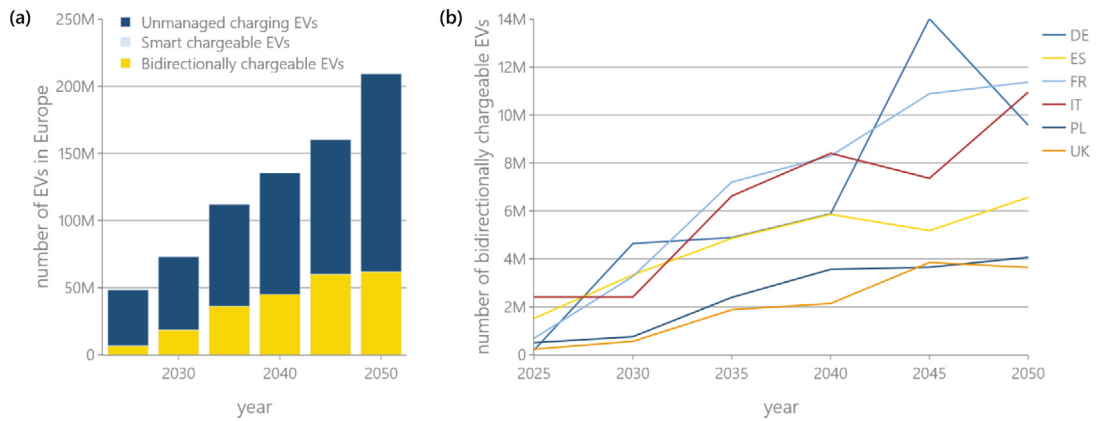 (a)
250M
200M
150M
100M
50M
0
number of EVs in Europe
Unmanaged charging EVs
Smart chargeable EVs
Bidirectionally chargeable EVs
2030
2040
2050
year
(b)
14M
12M
10M
8M
6M
4M
2M
0
number of bidirectionally chargeable EVs
2025
2030
2035
2040
2045
2050
year
DE
ES
FR
IT
PL
UK